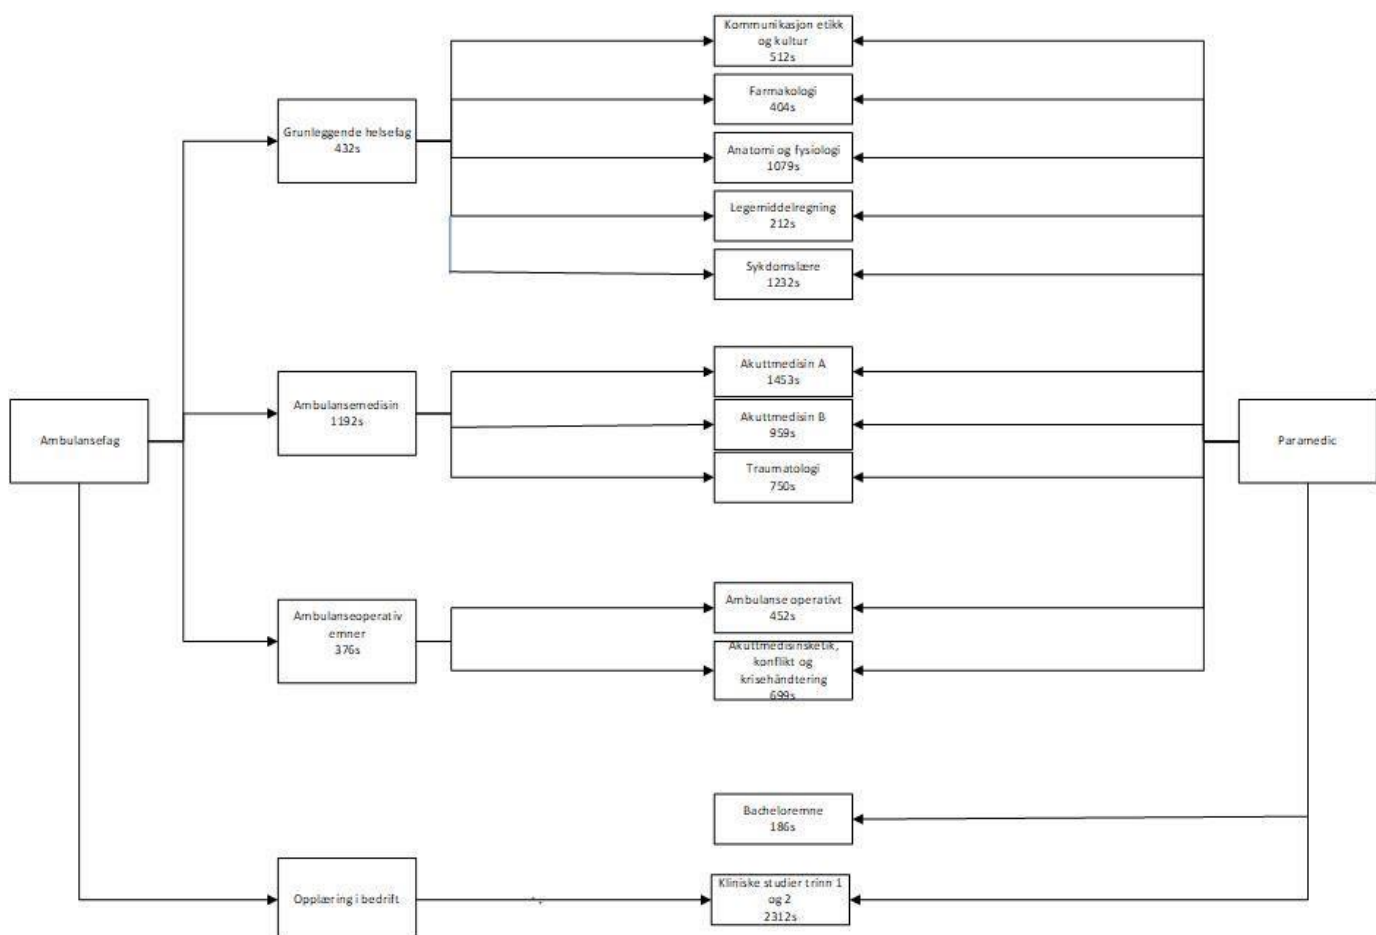 Ambulansefag
Grunleggende helsefag
432s
Ambulansemedisin
1192s
Ambulanseoperativ
emner
376s
Opplæring i bedrift
Kommunikasjon etikk
og kultur
512s
Farmakologi
404s
Anatomi og fysiologi
1079s
Legemiddelregning
212s
Sykdomslære
1232s
Akuttmedisin A
1453s
Akuttmedisin B
959s
Traumatologi
750s
Ambulanse operativt
452s
Akuttmedisinsketik,
konflikt og
krisehåndtering
699s
Bacheloremne
186s
Kliniske studier trinn 1
og 2
2312s
Paramedic